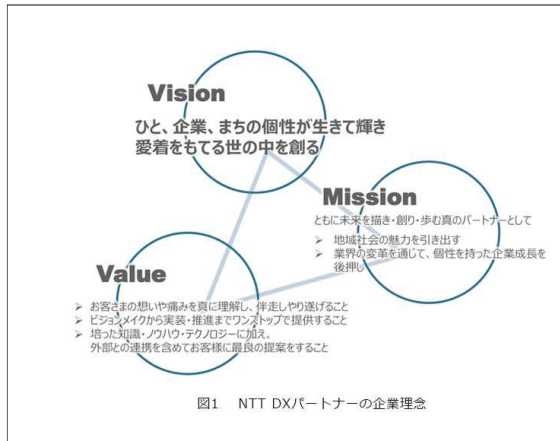 Vision
ひと、企業、まちの個性が生きて輝き
愛着をもてる世の中を創る
Mission
ともに未来を描き・創り・歩む真のパートナーとして
➢ 地域社会の魅力を引き出す
➢ 業界の変革を通じて、個性を持った企業成長を
後押し
Value
➢ お客さまの想いや痛みを真に理解し、伴走しやり遂げること
➢ ビジョンメイクから実装・推進までワンストップで提供すること
➢ 培った知識・ノウハウ・テクノロジーに加え、
外部との連携を含めてお客様に最良の提案をすること
図1 NTT DXパートナーの企業理念